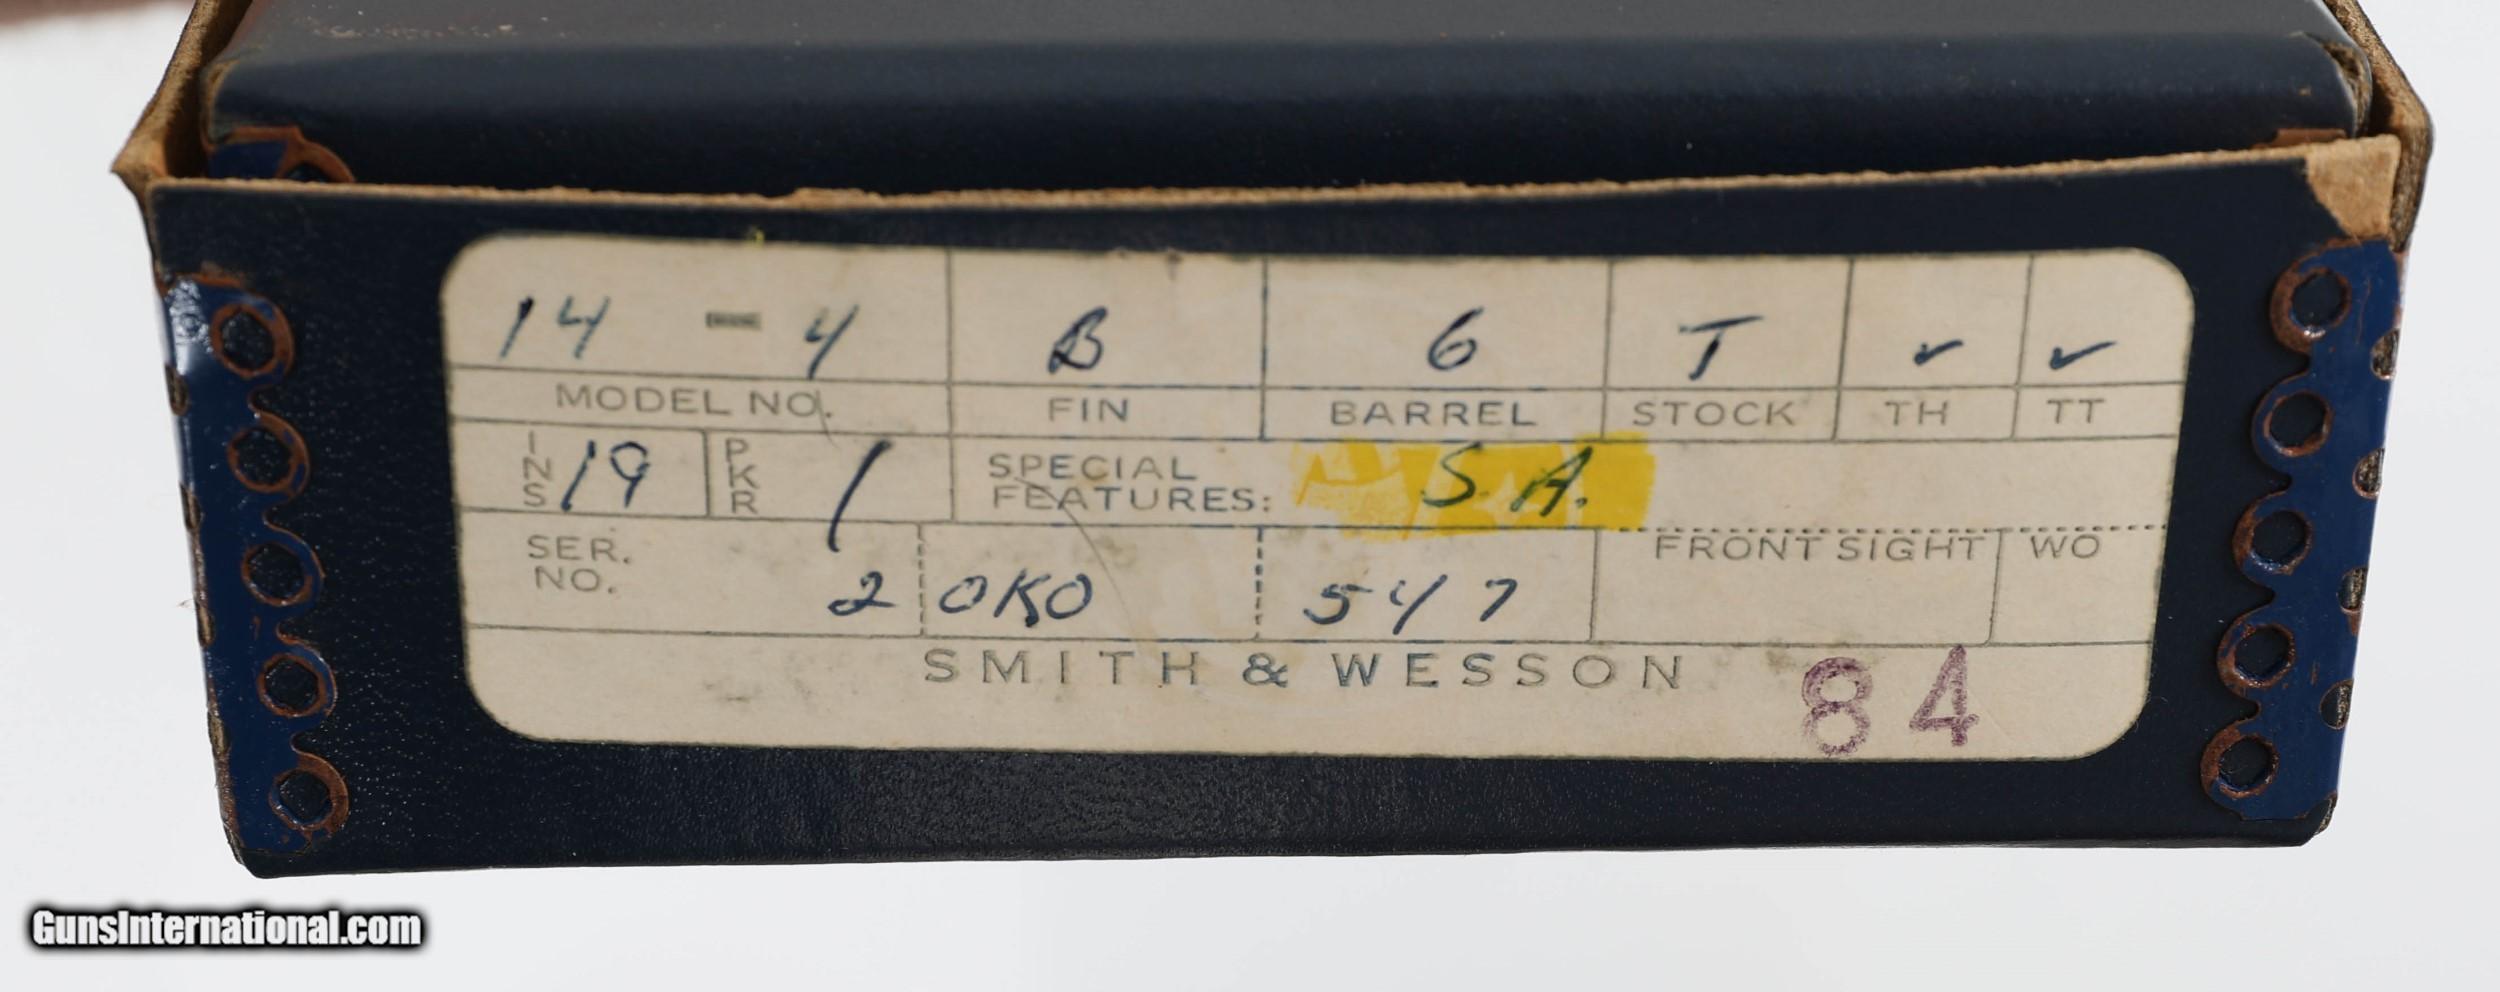 14 - 4 B 6 T ✓ ✓
MODEL NO. FIN BARREL STOCK TH TT
INS 19 PKR 1 SPECIAL FEATURES: S.A.
SER. NO. 2 0K0 547 FRONT SIGHT WO
SMITH & WESSON 84
GunsInternational.com